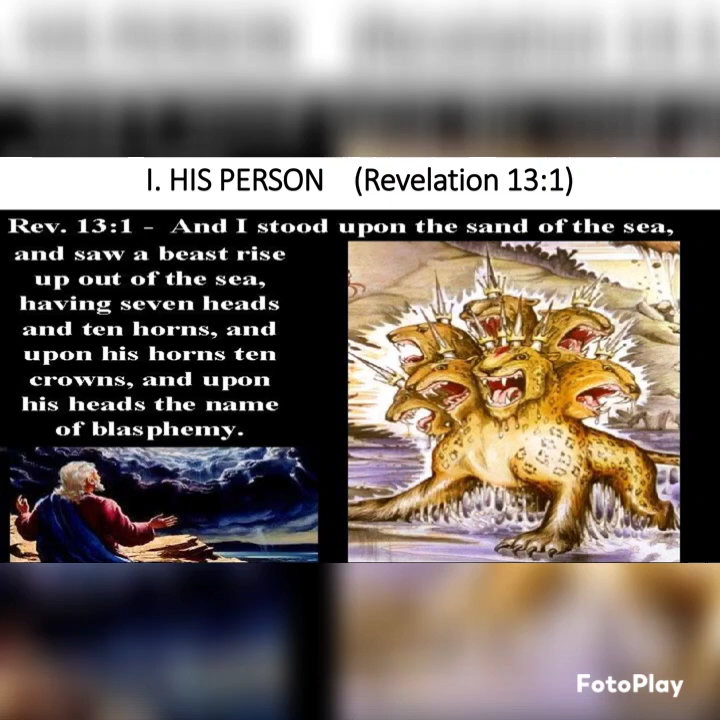 I. HIS PERSON (Revelation 13:1)
Rev. 13:1 - And I stood upon the sand of the sea,
and saw a beast rise
up out of the sea,
having seven heads
and ten horns, and
upon his horns ten
crowns, and upon
his heads the name
of blasphemy.
FotoPlay